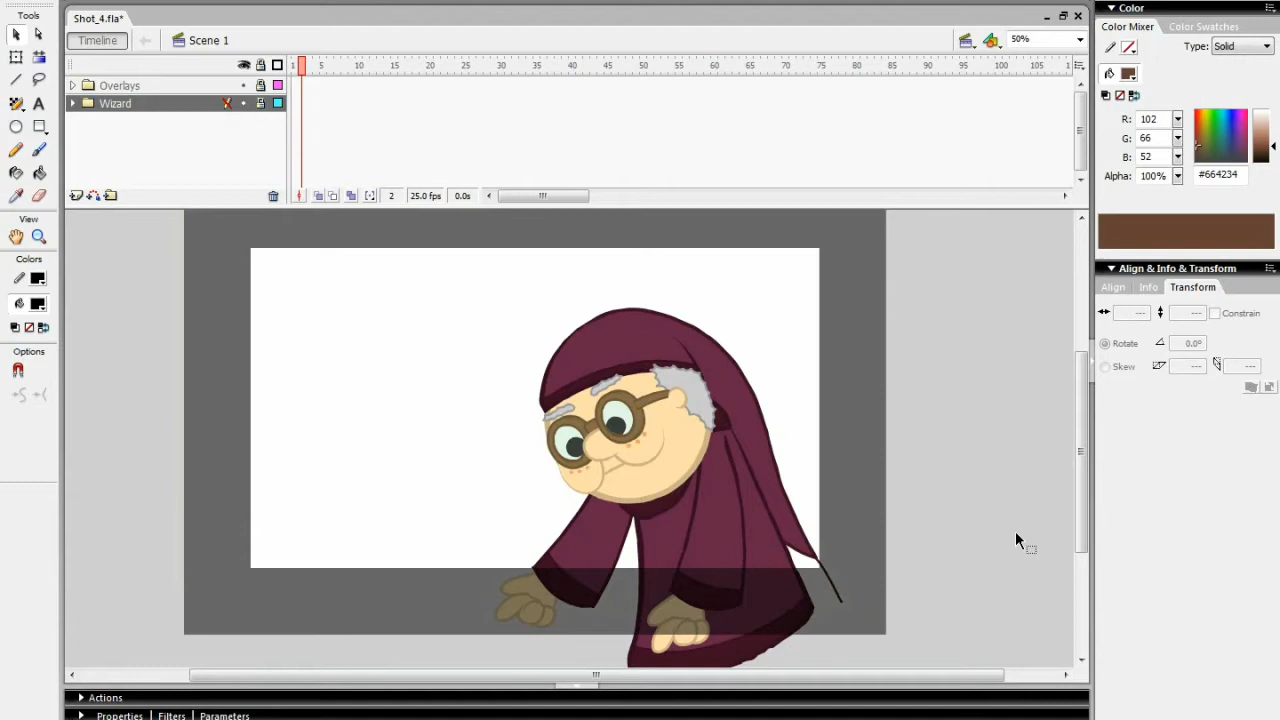 Tools
Shot_4.fla*
Color
Timeline
Scene 1
50%
Color Mixer
Color Swatches
Type:
Solid
1 5 10 15 20 25 30 35 40 45 50 55 60 65 70 75 80 85 90 95 100 105 1
Overlays
Wizard
R: 102
G: 66
B: 52
Alpha: 100%
#664234
2 25.0 fps 0.0s
View
Colors
Options
Align & Info & Transform
Align
Info
Transform
---
---
Constrain
Rotate
0.0°
Skew
---
---
Actions
Properties
Filters
Parameters